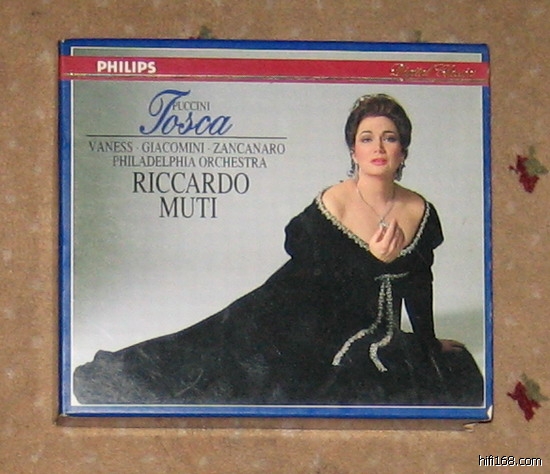 PHILIPS
PUCCINI
Tosca
VANESS · GIACOMINI · ZANCANARO
PHILADELPHIA ORCHESTRA
RICCARDO
MUTI
hifi168.com